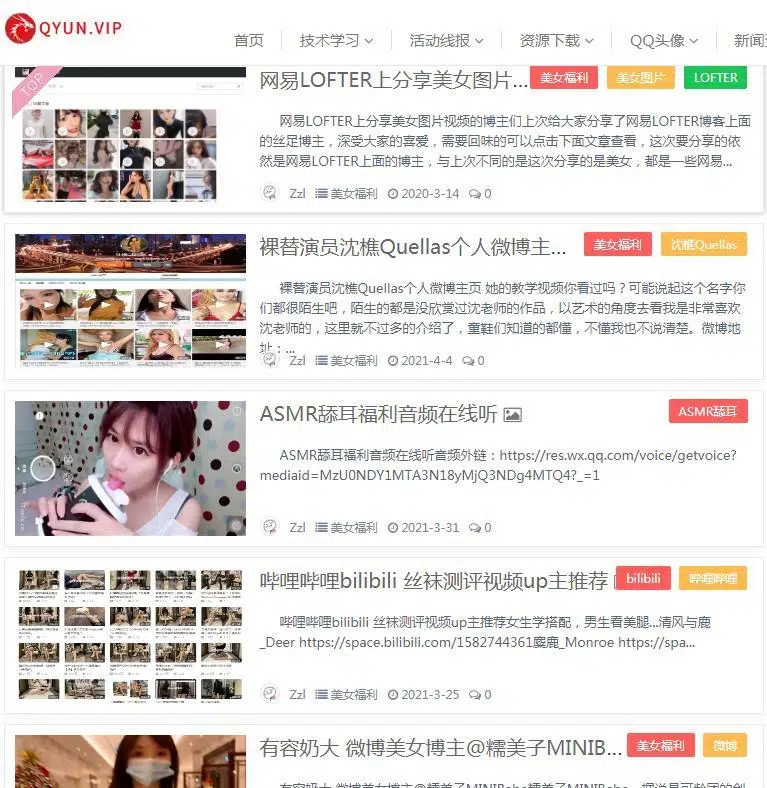 QYUN.VIP
首页
技术学习
活动线报
资源下载
QQ头像
新闻
TOP
网易LOFTER上分享美女图片...
美女福利
美女图片
LOFTER
网易LOFTER上分享美女图片视频的博主们上次给大家分享了网易LOFTER博客上面
的丝足博主，深受大家的喜爱，需要回味的可以点击下面文章查看，这次要分享的依
然是网易LOFTER上面的博主，与上次不同的是这次分享的是美女，都是一些网易...
Zzl 美女福利 2020-3-14 0
裸替演员沈樵Quellas个人微博主...
美女福利
沈樵Quellas
裸替演员沈樵Quellas个人微博主页 她的教学视频你看过吗？可能说起这个名字你
们都很陌生吧，陌生的都是没欣赏过沈老师的作品，以艺术的角度去看我是非常喜欢
沈老师的，这里就不过多的介绍了，童鞋们知道的都懂，不懂我也不说清楚。微博地
址：...
Zzl 美女福利 2021-4-4 0
ASMR舔耳福利音频在线听
ASMR舔耳
ASMR舔耳福利音频在线听音频外链：https://res.wx.qq.com/voice/getvoice?
mediaid=MzU0NDY1MTA3N18yMjQ3NDg4MTQ4?_=1
Zzl 美女福利 2021-3-31 0
哔哩哔哩bilibili 丝袜测评视频up主推荐
bilibili
哔哩哔哩
哔哩哔哩bilibili 丝袜测评视频up主推荐女生学搭配，男生看美腿...清风与鹿
_Deer https://space.bilibili.com/1582744361麋鹿_Monroe https://spa...
Zzl 美女福利 2021-3-25 0
有容奶大 微博美女博主@糯美子MINIB...
美女福利
微博